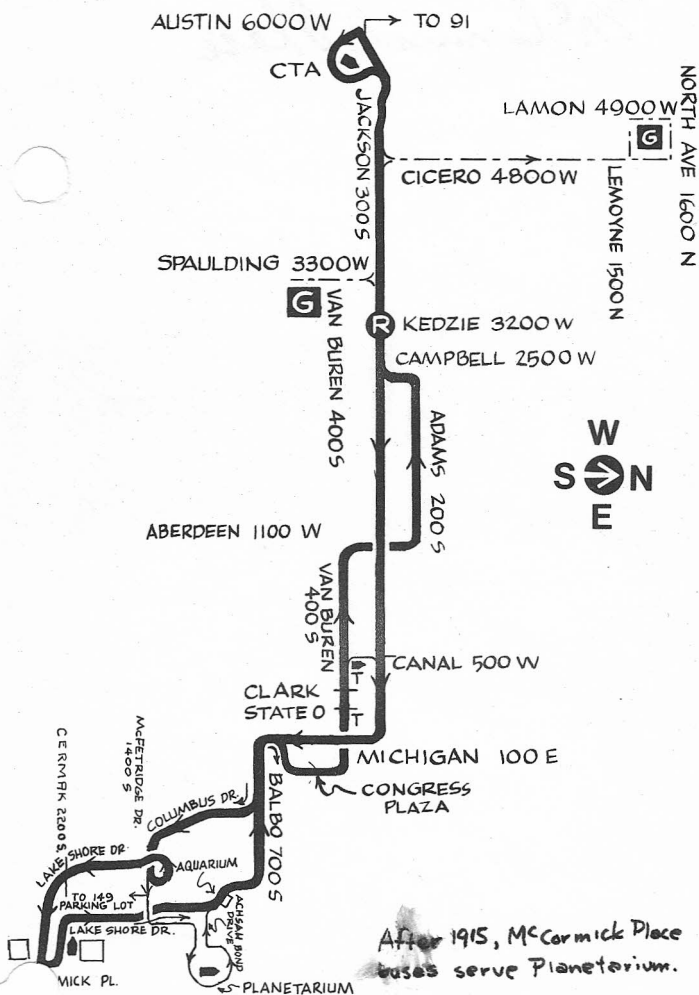 AUSTIN 6000 W
TO 91
CTA
JACKSON 300 S
NORTH AVE 1600 N
LAMON 4900 W
G
CICERO 4800 W
LEMOYNE 1500 N
SPAULDING 3300W
G
VAN BUREN 400 S
R
KEDZIE 3200 W
CAMPBELL 2500 W
ADAMS 200 S
W
S N
E
ABERDEEN 1100 W
VAN BUREN
400 S
CANAL 500 W
T
CLARK
STATE 0
T
MICHIGAN 100 E
CONGRESS
PLAZA
BALBO 700 S
McFETRIDGE DR.
1400 S
CERMAK 2200 S.
COLUMBUS DR.
LAKE SHORE DR.
AQUARIUM
TO 149
PARKING LOT
LAKE SHORE DR.
ACHSAH BOND
DRIVE
MICK PL.
PLANETARIUM
After 1915, McCormick Place
buses serve Planetarium.